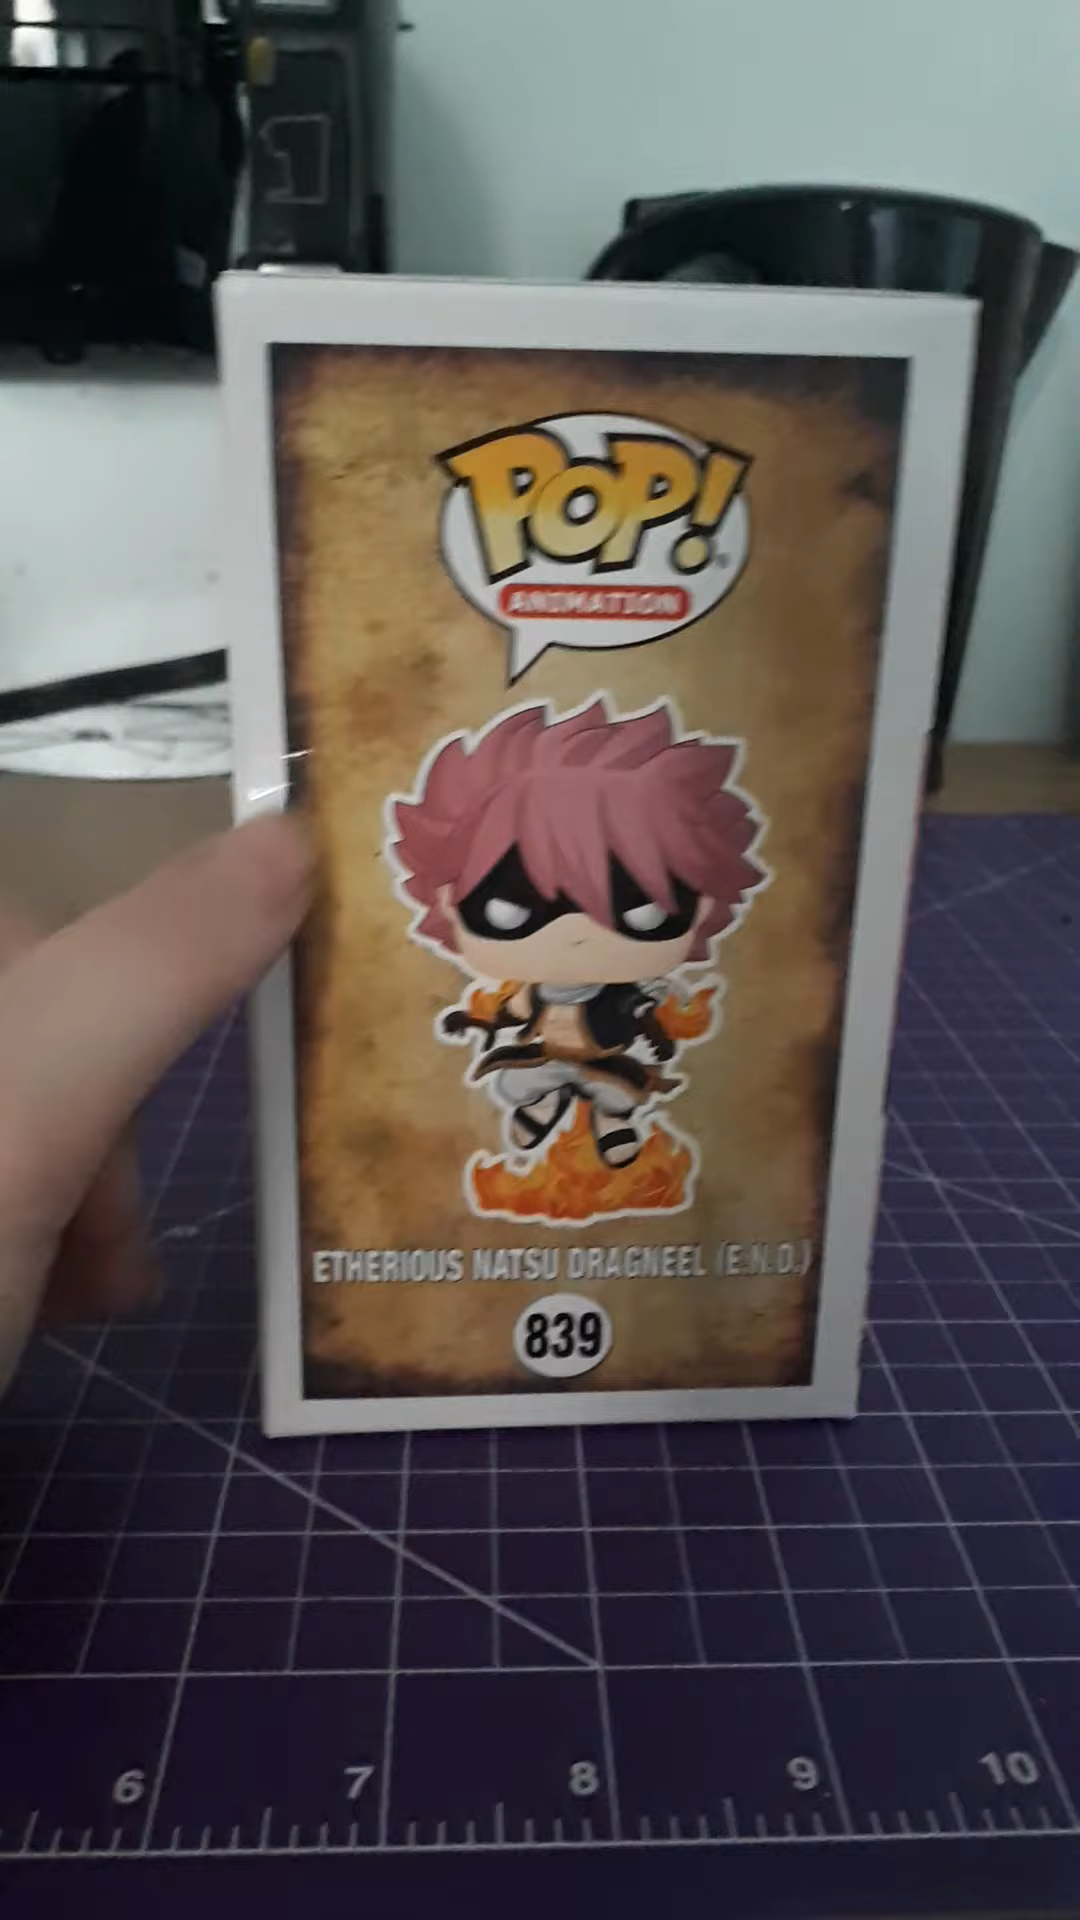 POP!
ANIMATION
ETHERIOUS NATSU DRAGNEEL (E.N.D.)
839
6 7 8 9 10